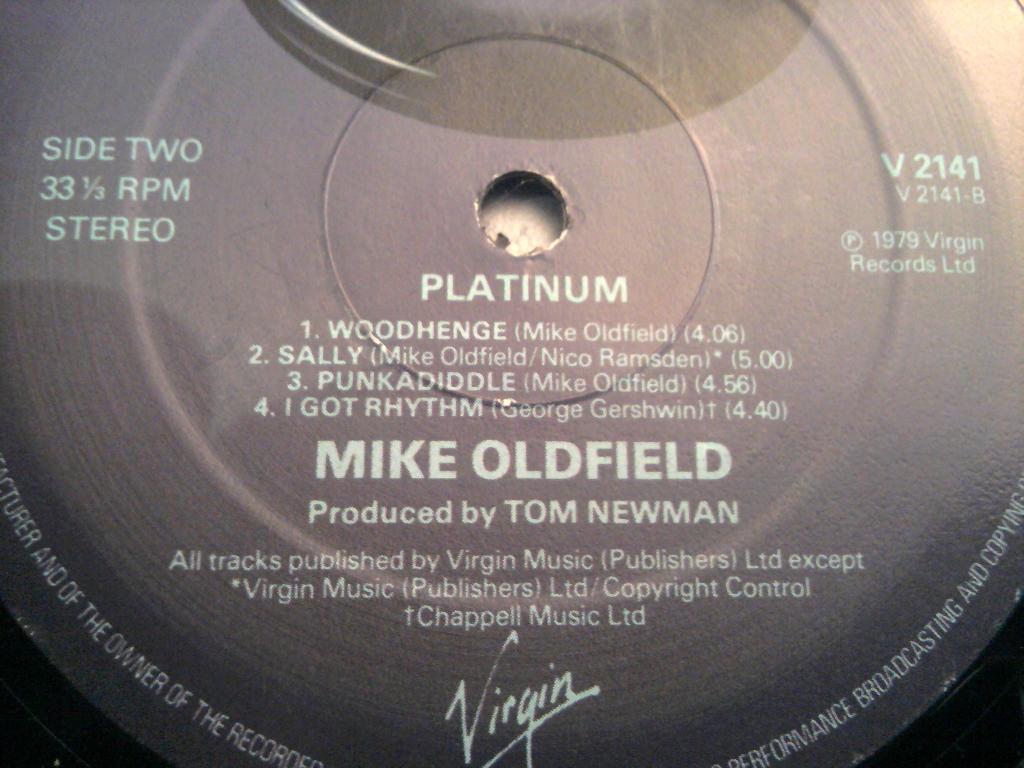 SIDE TWO
33 ⅓ RPM
STEREO
V 2141
V 2141-B
Ⓟ 1979 Virgin
Records Ltd
PLATINUM
1. WOODHENGE (Mike Oldfield) (4.06)
2. SALLY (Mike Oldfield/Nico Ramsden)* (5.00)
3. PUNKADIDDLE (Mike Oldfield) (4.56)
4. I GOT RHYTHM (George Gershwin)† (4.40)
MIKE OLDFIELD
Produced by TOM NEWMAN
All tracks published by Virgin Music (Publishers) Ltd except
*Virgin Music (Publishers) Ltd/Copyright Control
†Chappell Music Ltd
Virgin
AND OF THE OWNER OF THE
PERFORMANCE BROADCASTING AND COPYING